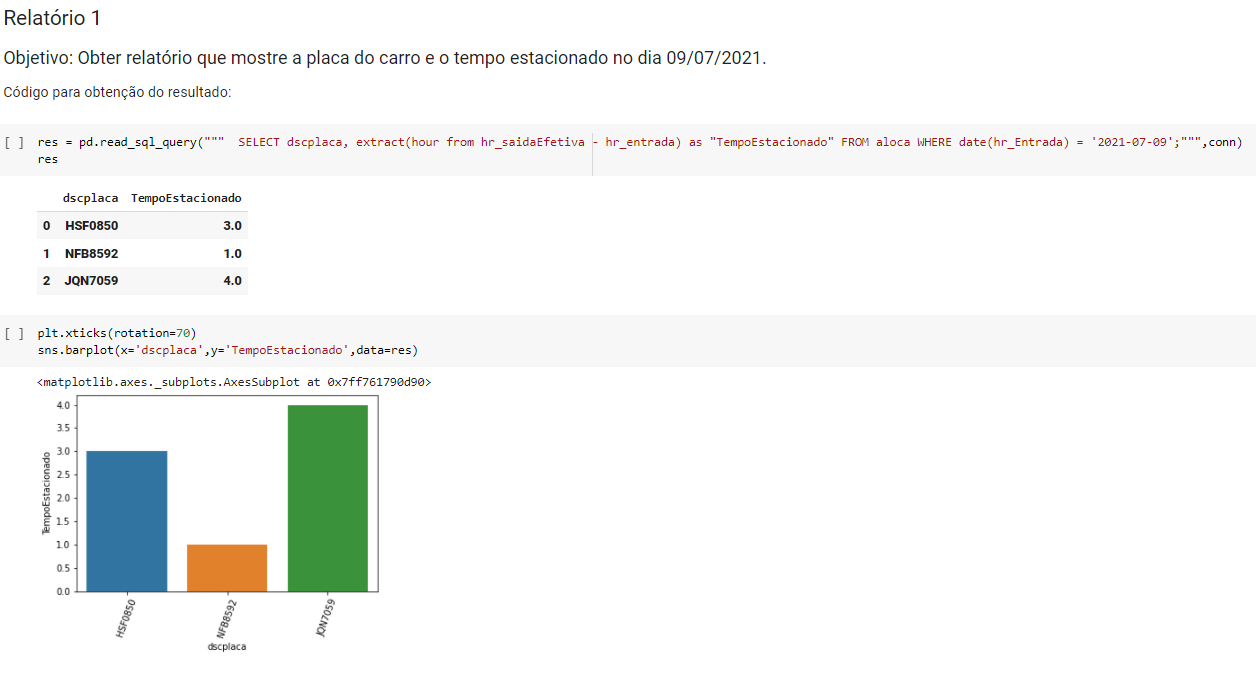 Relatório 1
Objetivo: Obter relatório que mostre a placa do carro e o tempo estacionado no dia 09/07/2021.
Código para obtenção do resultado:
[ ] res = pd.read_sql_query("""  SELECT dscplaca, extract(hour from hr_saidaEfetiva - hr_entrada) as "TempoEstacionado" FROM aloca WHERE date(hr_Entrada) = '2021-07-09';""",conn)
res
dscplaca TempoEstacionado
0 HSF0850 3.0
1 NFB8592 1.0
2 JQN7059 4.0
[ ] plt.xticks(rotation=70)
sns.barplot(x='dscplaca',y='TempoEstacionado',data=res)
<matplotlib.axes._subplots.AxesSubplot at 0x7ff761790d90>
4.0
3.5
3.0
2.5
2.0
1.5
1.0
0.5
0.0
TempoEstacionado
HSF0850
NFB8592
JQN7059
dscplaca